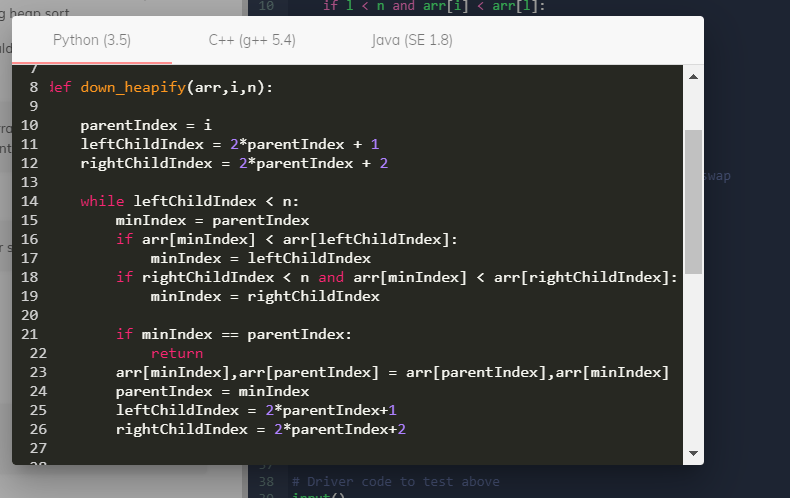 g heap sort
10 if l < n and arr[i] < arr[l]:
Python (3.5) C++ (g++ 5.4) Java (SE 1.8)
7
8 def down_heapify(arr,i,n):
9
10 parentIndex = i
11 leftChildIndex = 2*parentIndex + 1
12 rightChildIndex = 2*parentIndex + 2
13
14 while leftChildIndex < n:
15 minIndex = parentIndex
16 if arr[minIndex] < arr[leftChildIndex]:
17 minIndex = leftChildIndex
18 if rightChildIndex < n and arr[minIndex] < arr[rightChildIndex]:
19 minIndex = rightChildIndex
20
21 if minIndex == parentIndex:
22 return
23 arr[minIndex],arr[parentIndex] = arr[parentIndex],arr[minIndex]
24 parentIndex = minIndex
25 leftChildIndex = 2*parentIndex+1
26 rightChildIndex = 2*parentIndex+2
27
28
swap
37
38 # Driver code to test above
39 input()